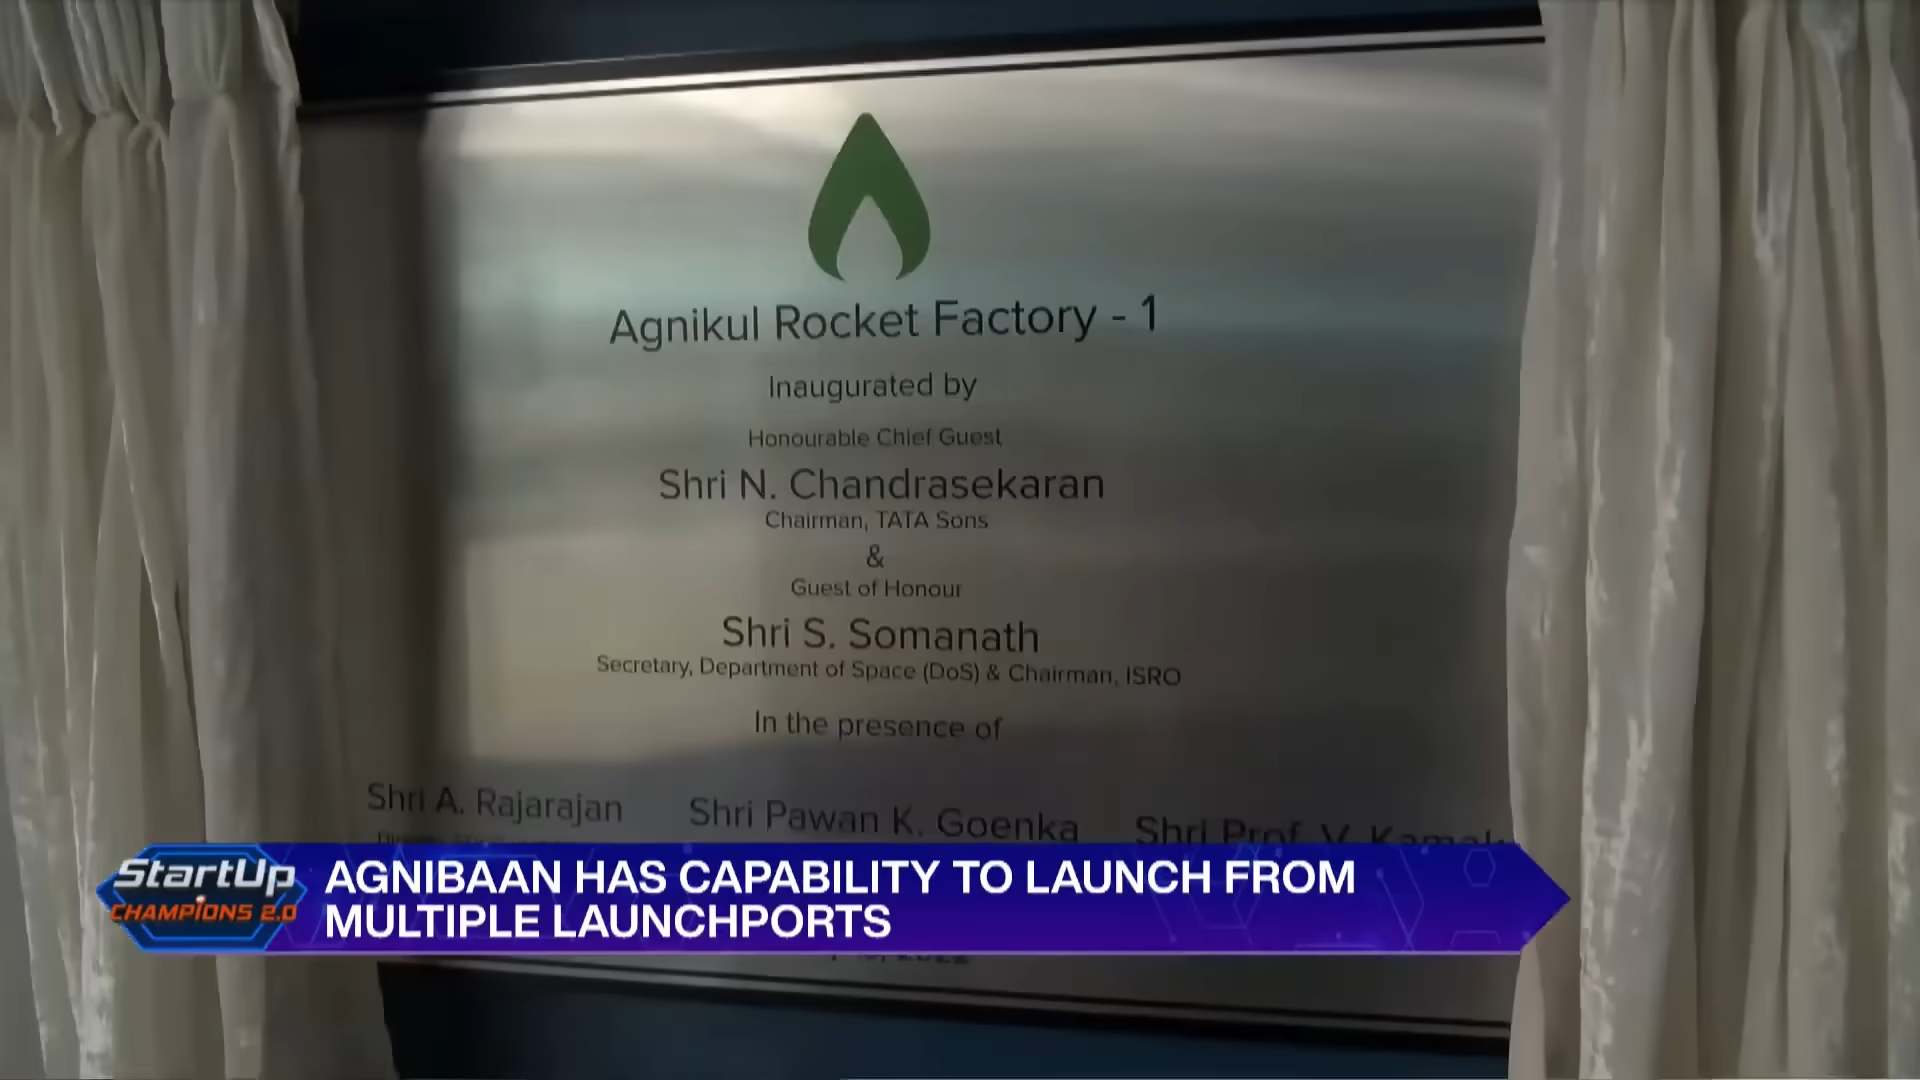 Agnikul Rocket Factory - 1
Inaugurated by
Honourable Chief Guest
Shri N. Chandrasekaran
Chairman, TATA Sons
&
Guest of Honour
Shri S. Somanath
Secretary, Department of Space (DoS) & Chairman, ISRO
In the presence of
Shri A. Rajarajan Shri Pawan K. Goenka Shri Prof. V.
StartUp
CHAMPIONS 2.0
AGNIBAAN HAS CAPABILITY TO LAUNCH FROM
MULTIPLE LAUNCHPORTS